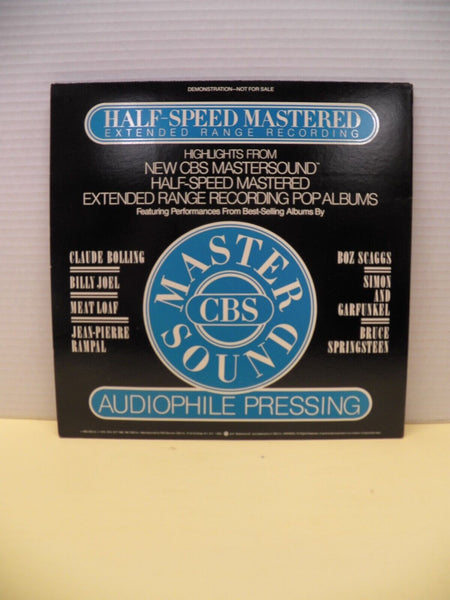 DEMONSTRATION—NOT FOR SALE
HALF-SPEED MASTERED
EXTENDED RANGE RECORDING
HIGHLIGHTS FROM
NEW CBS MASTERSOUND™
HALF-SPEED MASTERED
EXTENDED RANGE RECORDING POP ALBUMS
Featuring Performances From Best-Selling Albums By
CLAUDE BOLLING
BILLY JOEL
MEAT LOAF
JEAN-PIERRE
RAMPAL
MASTER
CBS
SOUND
BOZ SCAGGS
SIMON
AND
GARFUNKEL
BRUCE
SPRINGSTEEN
AUDIOPHILE PRESSING